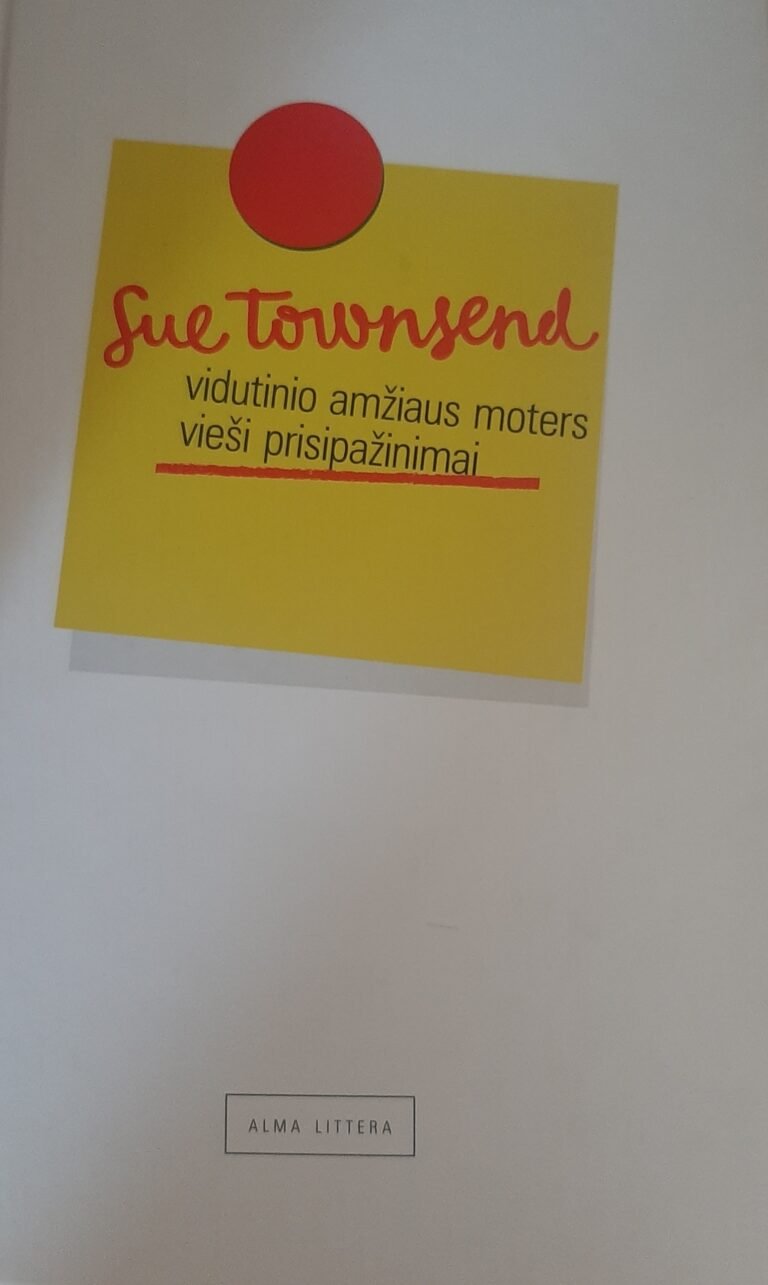 Sue Townsend
vidutinio amžiaus moters
vieši prisipažinimai
ALMA LITTERA